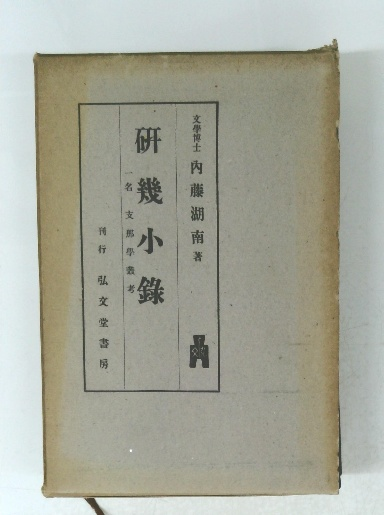 文學博士 內藤湖南著
研幾小錄
一名 支那學叢考
刊行 弘文堂書房